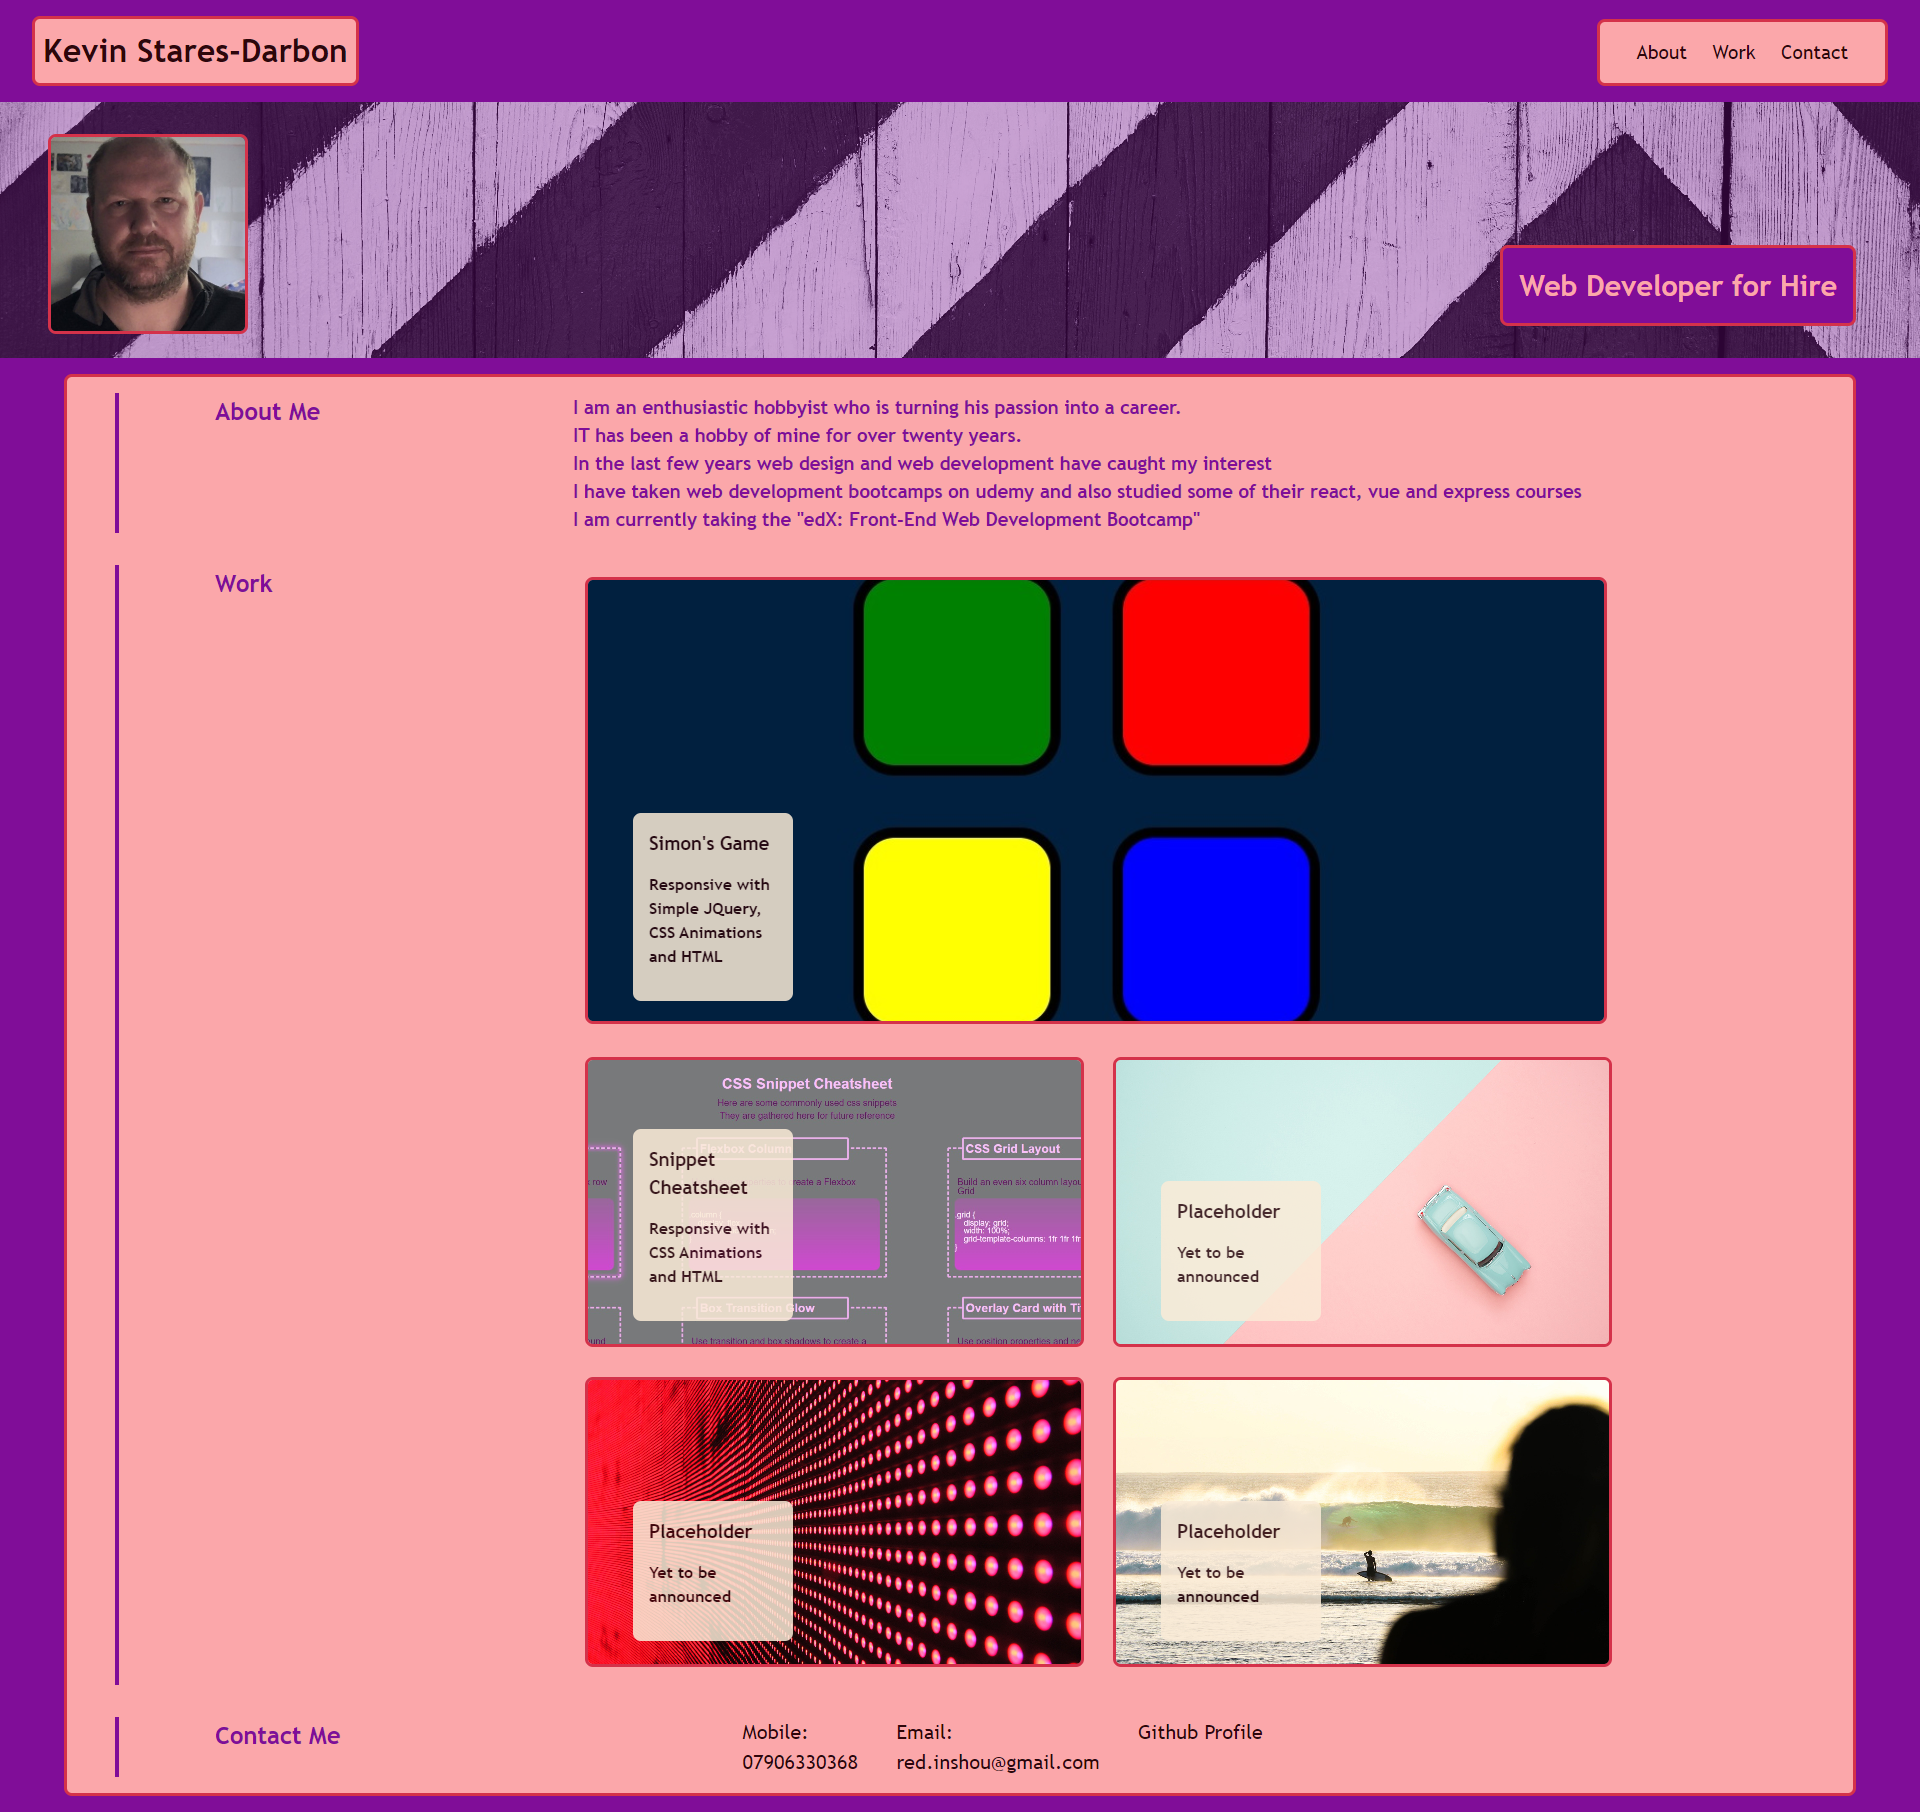 Kevin Stares-Darbon
About Work Contact
Web Developer for Hire
About Me
I am an enthusiastic hobbyist who is turning his passion into a career.
IT has been a hobby of mine for over twenty years.
In the last few years web design and web development have caught my interest
I have taken web development bootcamps on udemy and also studied some of their react, vue and express courses
I am currently taking the "edX: Front-End Web Development Bootcamp"
Work
Simon's Game
Responsive with
Simple JQuery,
CSS Animations
and HTML
CSS Snippet Cheatsheet
Here are some commonly used css snippets
They are gathered here for future reference
Flexbox Column
CSS Grid Layout
row
create a Flexbox
Build an even six column layou
Grid
column {
.grid {
display: grid;
width: 100%;
grid-template-columns: 1fr 1fr 1fr
}
Snippet
Cheatsheet
Responsive with
CSS Animations
and HTML
Box Transition Glow
Overlay Card with Ti
ound
Use transition and box shadows to create a
Use position properties and
Placeholder
Yet to be
announced
Placeholder
Yet to be
announced
Placeholder
Yet to be
announced
Contact Me
Mobile:
07906330368
Email:
red.inshou@gmail.com
Github Profile